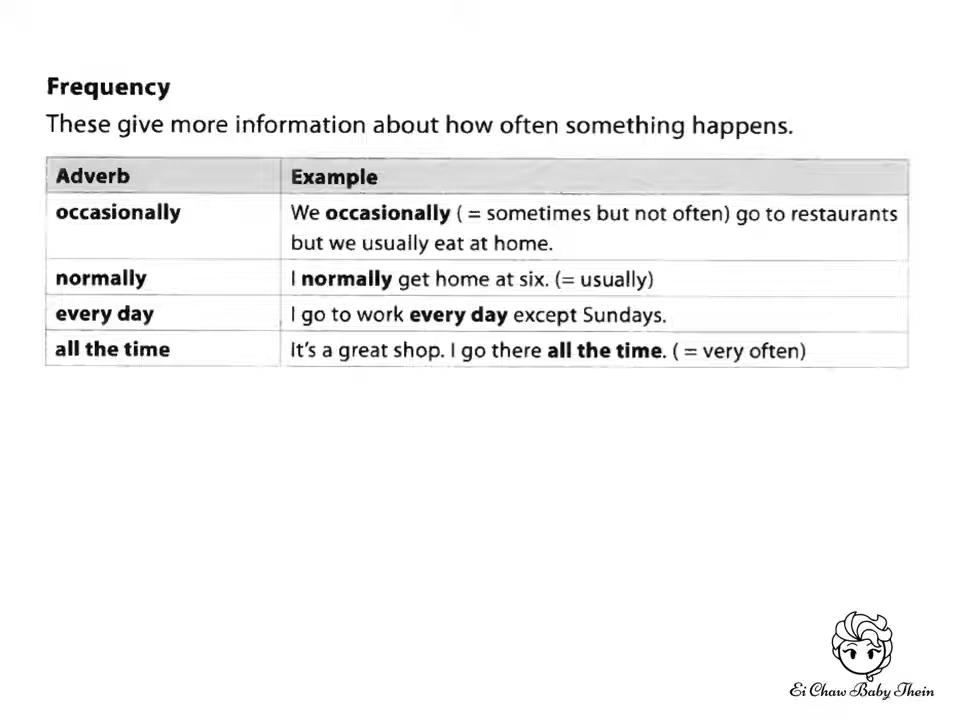 Frequency
These give more information about how often something happens.
Adverb Example
occasionally We occasionally ( = sometimes but not often) go to restaurants
but we usually eat at home.
normally I normally get home at six. (= usually)
every day I go to work every day except Sundays.
all the time It's a great shop. I go there all the time. ( = very often)
Ei Chaw Baby Thein